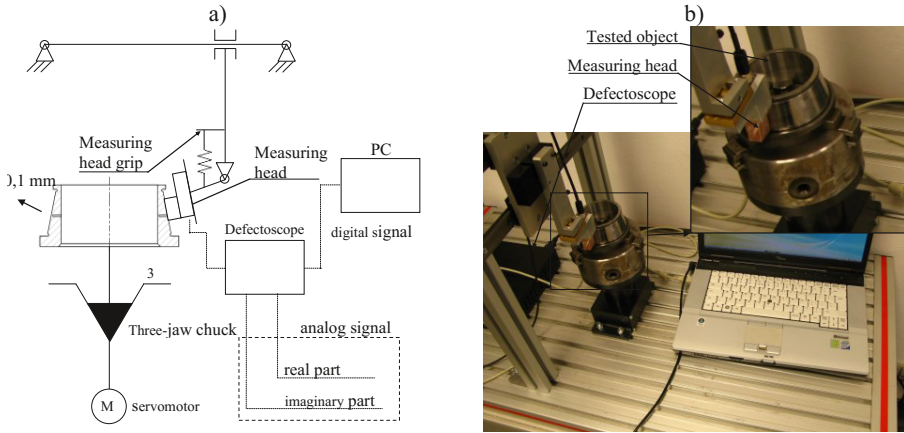 a)
Measuring
head grip
Measuring
head
PC
0,1 mm
Defectoscope
digital signal
3
Three-jaw chuck
analog signal
real part
imaginary part
M
servomotor
b)
Tested object
Measuring head
Defectoscope